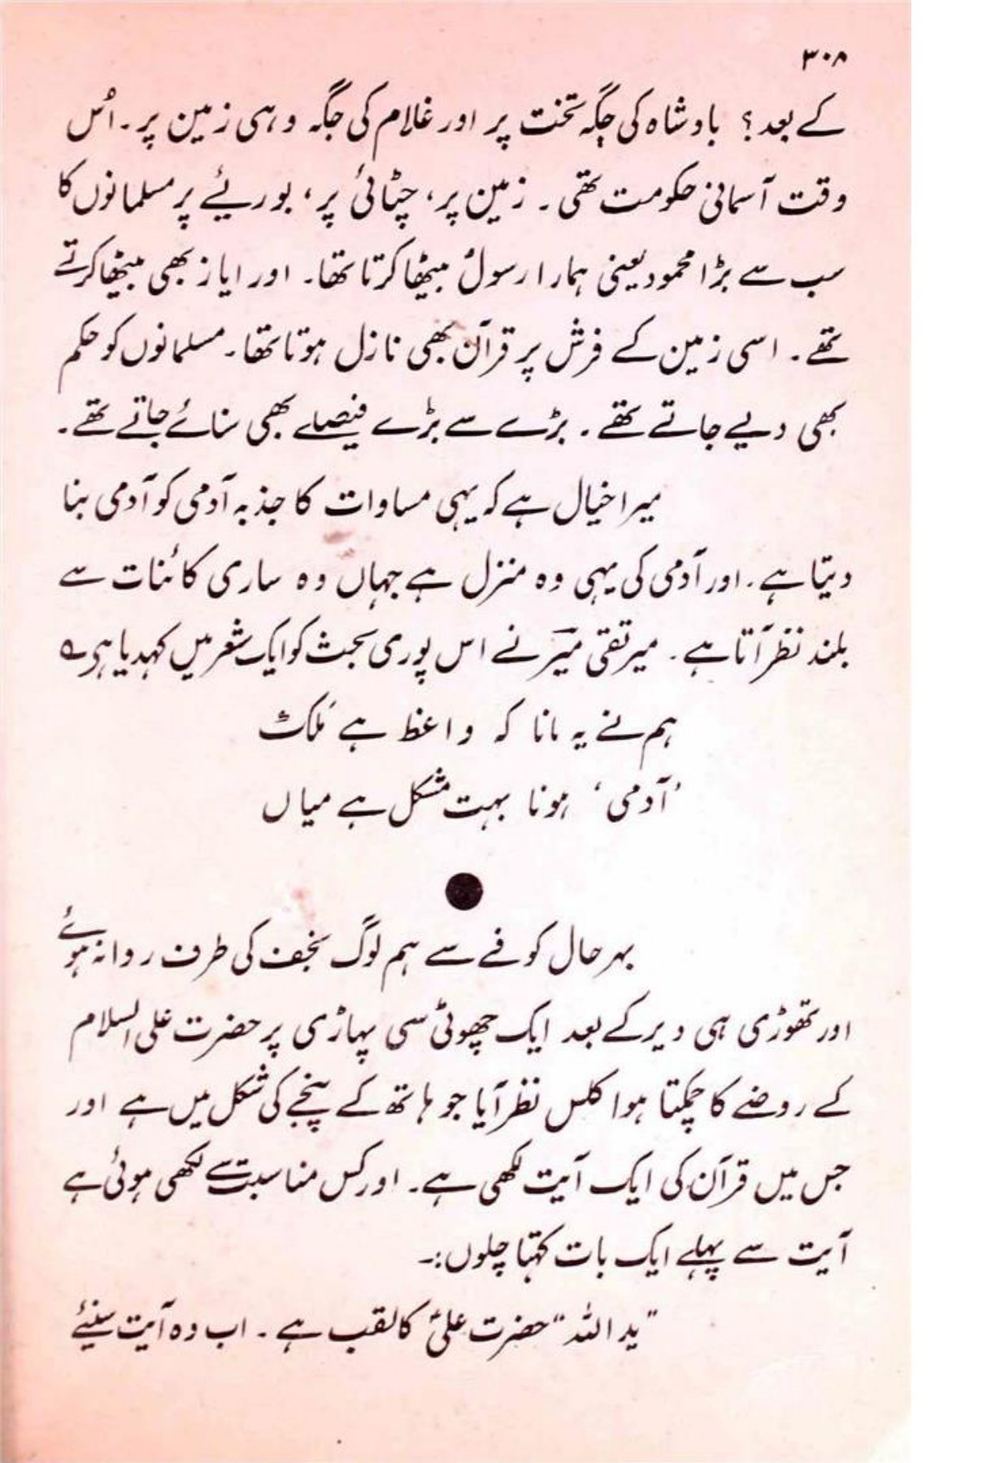 ۳۰۸
کے بعد؟ بادشاہ کی جگہ تخت پر اور غلام کی جگہ وہی زمین پر۔ اُس
وقت آسمانی حکومت تھی۔ زمین پر، چٹائی پر، بوریئے پر مسلمانوں کا
سب سے بڑا محمود یعنی ہمارا رسولؐ بیٹھا کرتا تھا۔ اور ایاز بھی بیٹھا کرتے
تھے۔ اسی زمین کے فرش پر قرآن بھی نازل ہوتا تھا۔ مسلمانوں کو حکم
بھی دیے جاتے تھے۔ بڑے سے بڑے فیصلے بھی سنائے جاتے تھے۔
میرا خیال ہے کہ یہی مساوات کا جذبہ آدمی کو آدمی بنا
دیتا ہے۔ اور آدمی کی یہی وہ منزل ہے جہاں وہ ساری کائنات سے
بلند نظر آتا ہے۔ میر تقی میرؔ نے اس پوری بحث کو ایک شعر میں کہدیا ہی ؎
ہم نے یہ مانا کہ واعظ ہے مَلک
’آدمی‘ ہونا بہت مشکل ہے میاں
بہرحال کوفے سے ہم لوگ نجف کی طرف روانہ ہوئے
اور تھوڑی ہی دیر کے بعد ایک چھوٹی سی پہاڑی پر حضرت علی السلام
کے روضے کا چمکتا ہوا کلس نظر آیا جو ہاتھ کے پنجے کی شکل میں ہے اور
جس میں قرآن کی ایک آیت لکھی ہے۔ اور کس مناسبت سے لکھی ہوئی ہے
آیت سے پہلے ایک بات کہتا چلوں:۔
”ید اللہ“ حضرت علیؑ کا لقب ہے۔ اب وہ آیت سنیئے